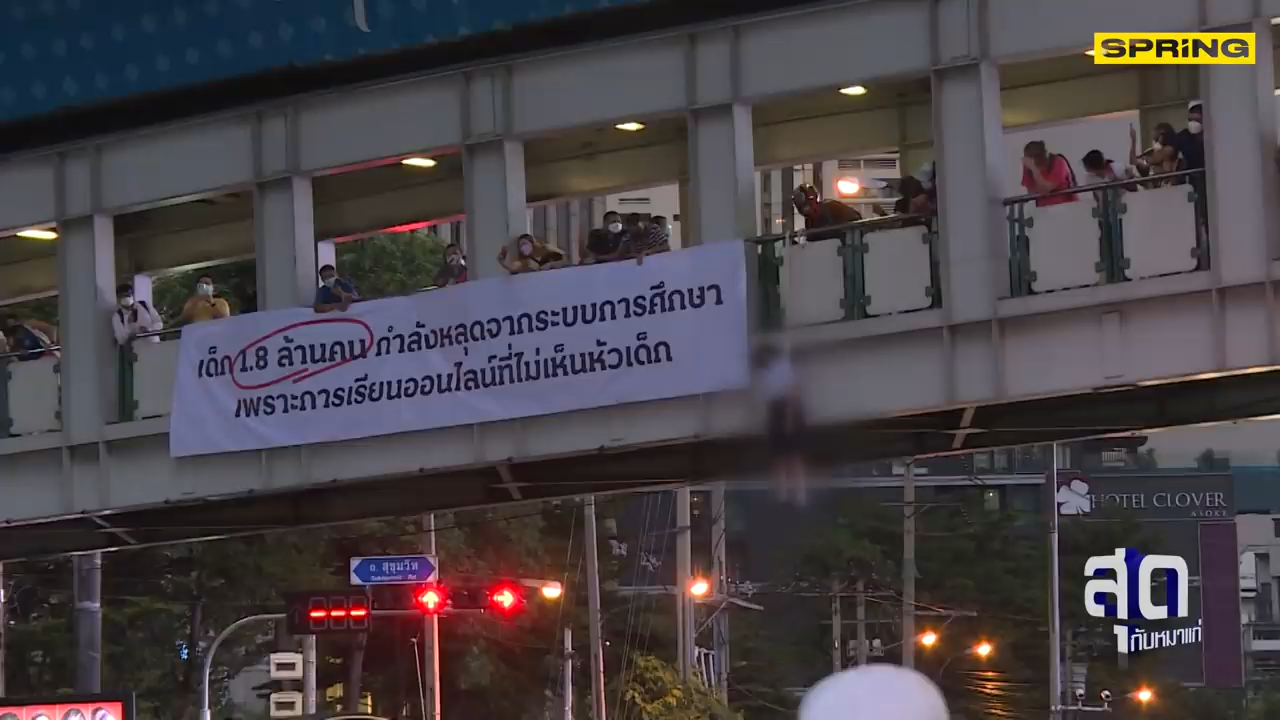 SPRiNG
เด็ก 1.8 ล้านคน กำลังหลุดจากระบบการศึกษา
เพราะการเรียนออนไลน์ที่ไม่เห็นหัวเด็ก
HOTEL CLOVER
ASOKE
ถ. สุขุมวิท
Sukhumvit Rd
สุด
กับหมาแก่